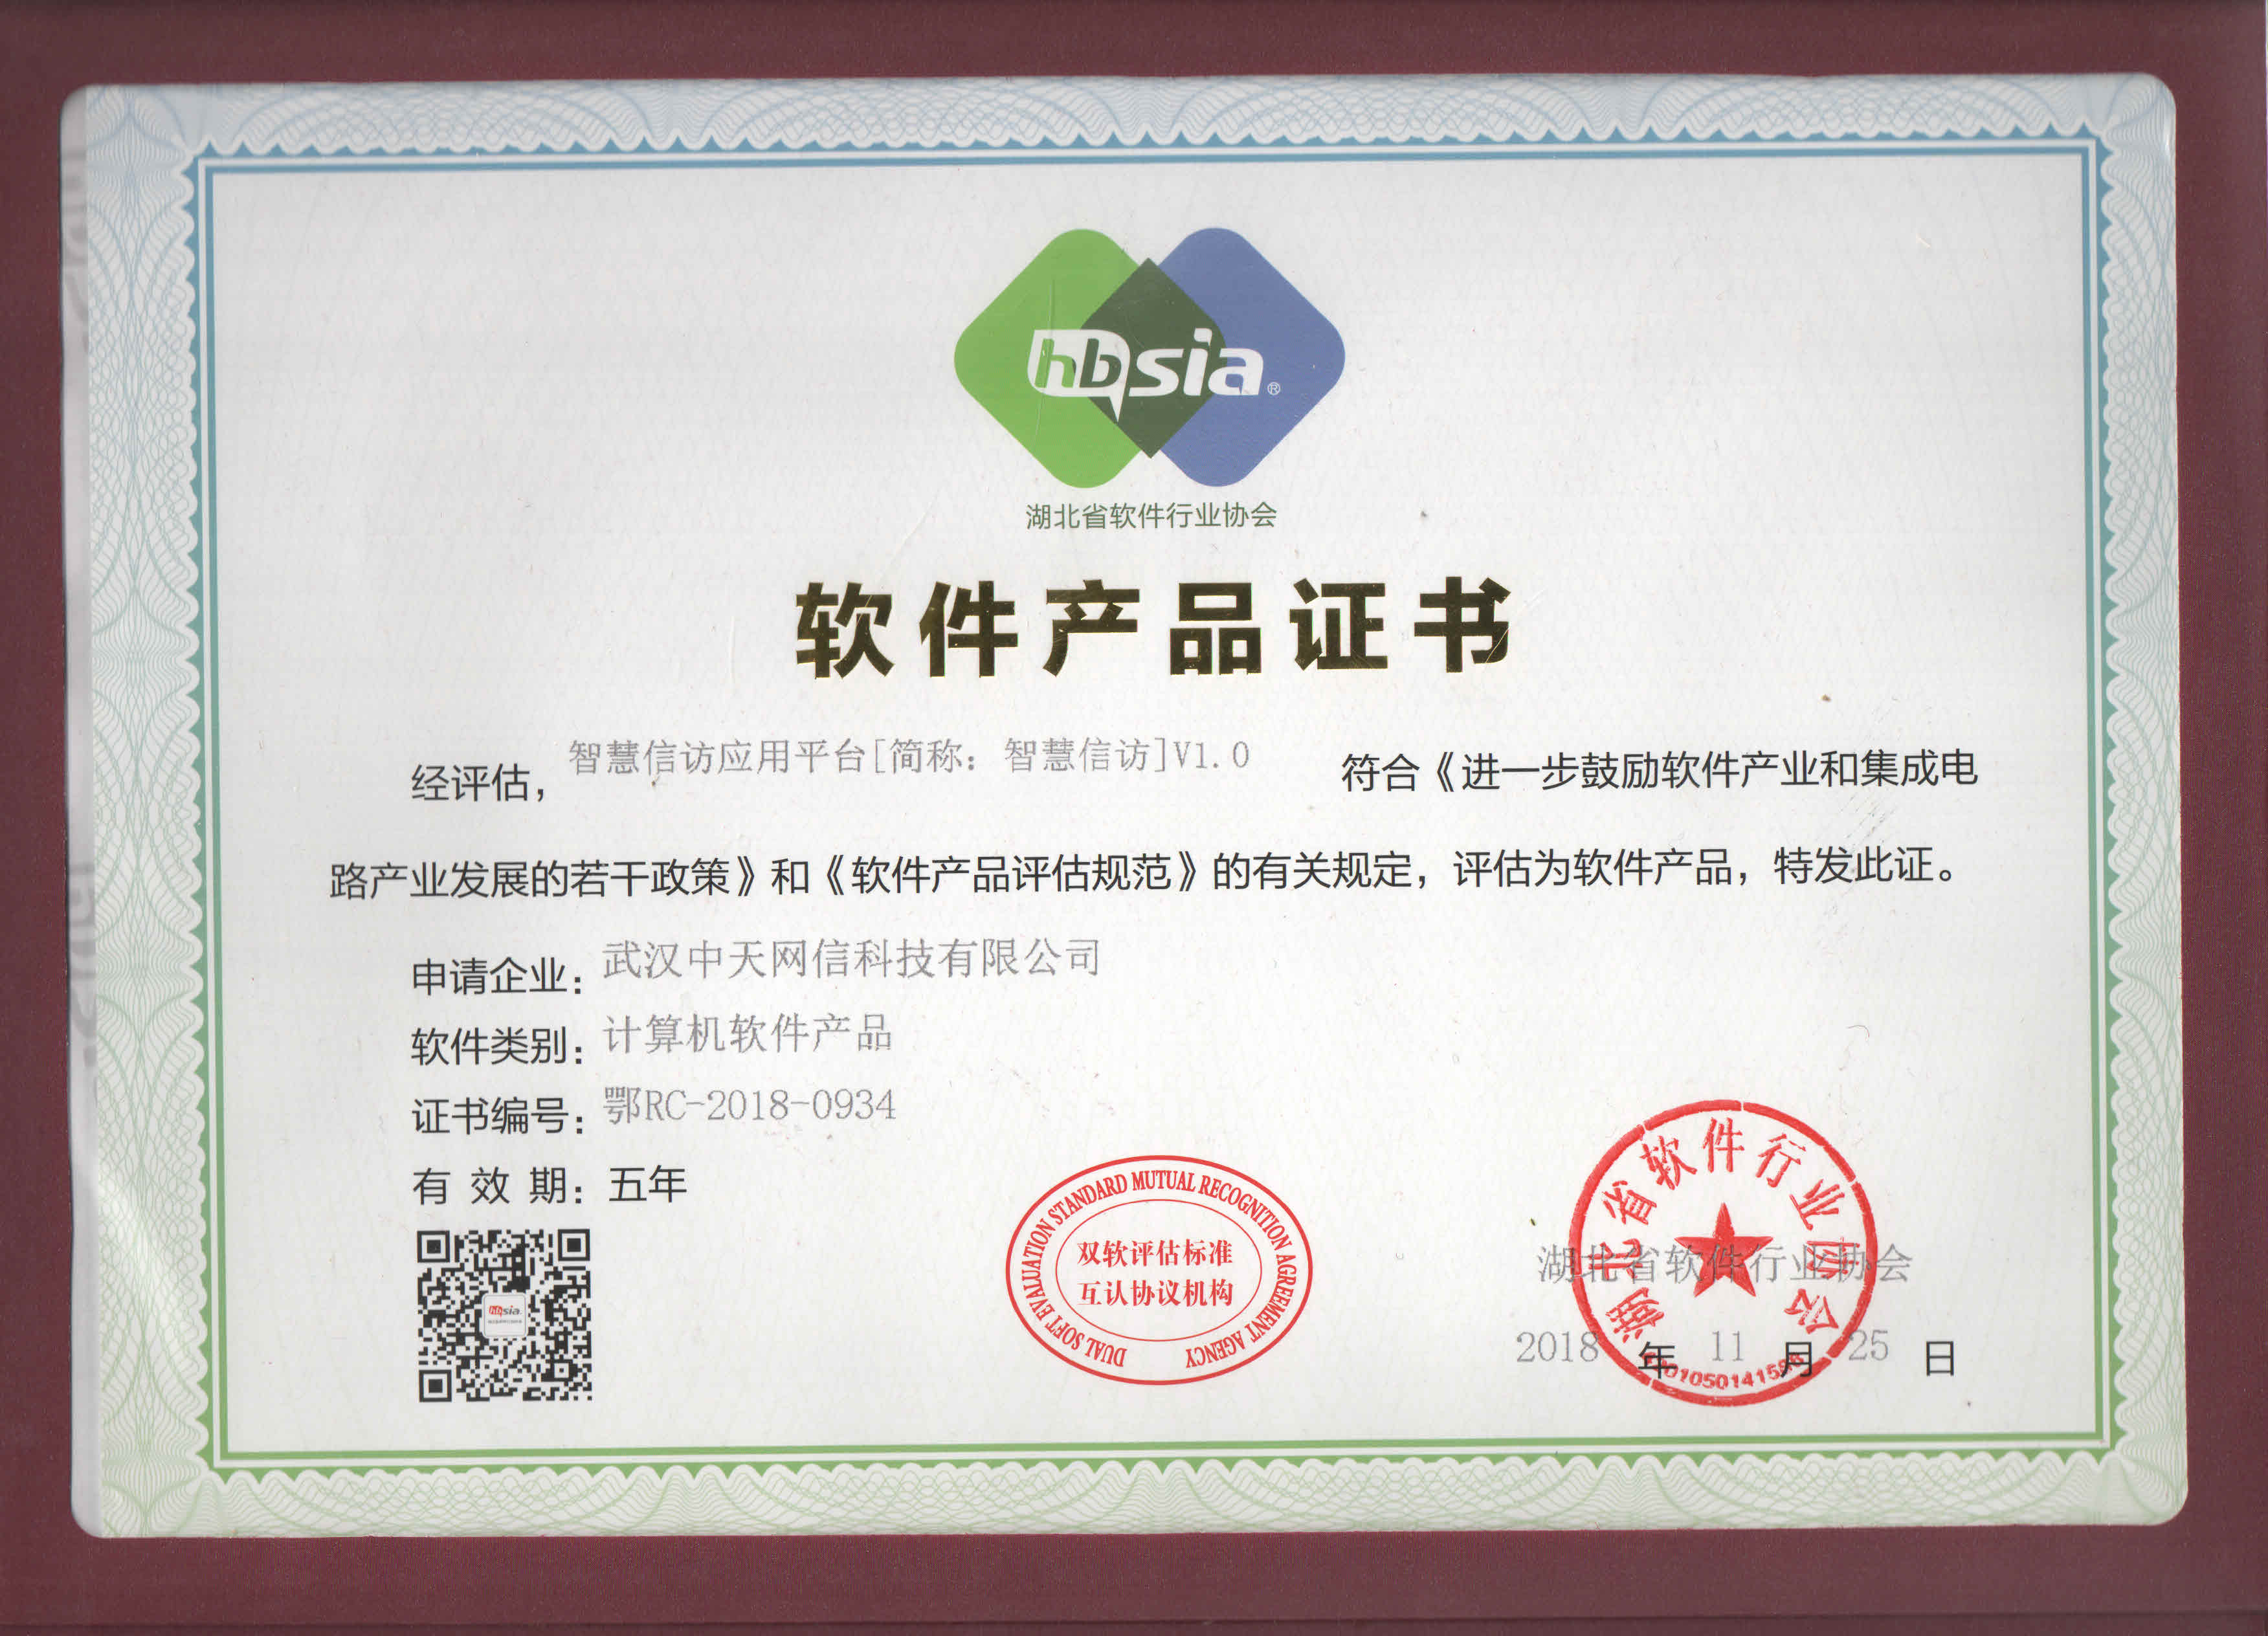 hbsia®
湖北省软件行业协会
软件产品证书
经评估，智慧信访应用平台[简称：智慧信访]V1.0 符合《进一步鼓励软件产业和集成电
路产业发展的若干政策》和《软件产品评估规范》的有关规定，评估为软件产品，特发此证。
申请企业：武汉中天网信科技有限公司
软件类别：计算机软件产品
证书编号：鄂RC-2018-0934
有效期：五年
hbsia
DUAL SOFT EVALUATION STANDARD MUTUAL RECOGNITION AGREEMENT AGENCY
双软评估标准
互认协议机构
湖北省软件行业协会
湖北省软件行业协会
2018 年 11 月 25 日